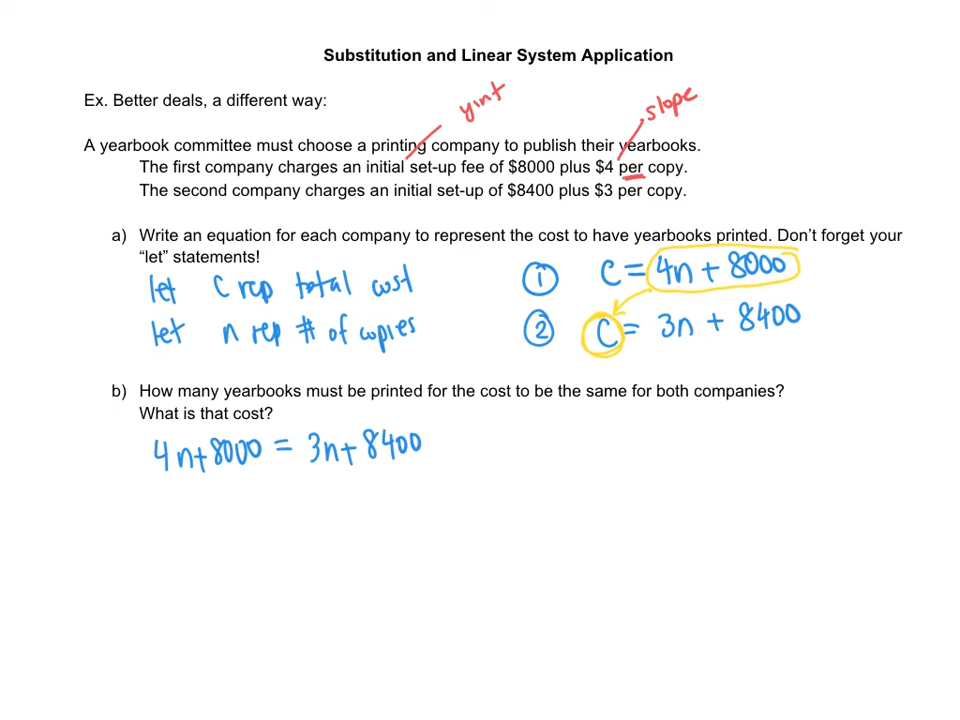 Substitution and Linear System Application
Ex. Better deals, a different way:
yint
slope
A yearbook committee must choose a printing company to publish their yearbooks.
The first company charges an initial set-up fee of $8000 plus $4 per copy.
The second company charges an initial set-up of $8400 plus $3 per copy.
a) Write an equation for each company to represent the cost to have yearbooks printed. Don’t forget your
“let” statements!
let C rep total cost
① C = 4n + 8000
let n rep # of copies
② C = 3n + 8400
b) How many yearbooks must be printed for the cost to be the same for both companies?
What is that cost?
4n+8000 = 3n+8400